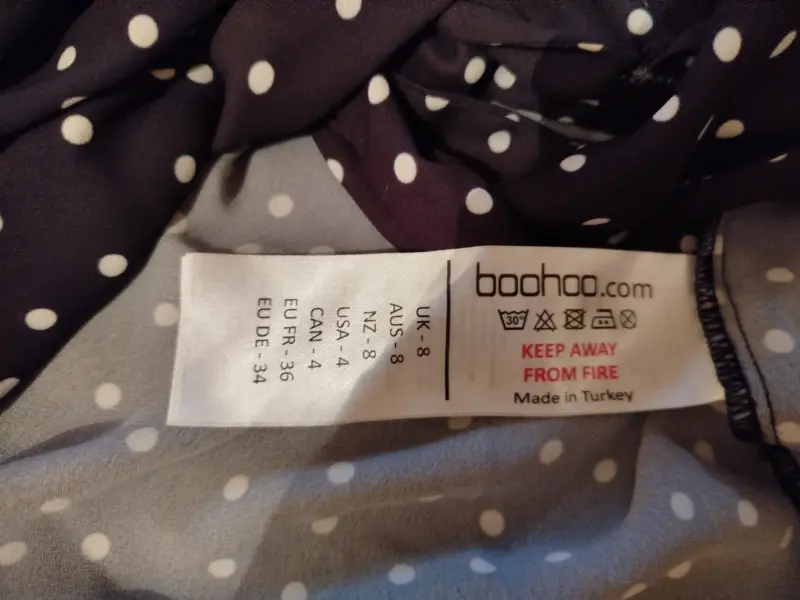 boohoo.com
30°
KEEP AWAY
FROM FIRE
Made in Turkey
UK - 8
AUS - 8
NZ - 8
USA - 4
CAN - 4
EU FR - 36
EU DE - 34